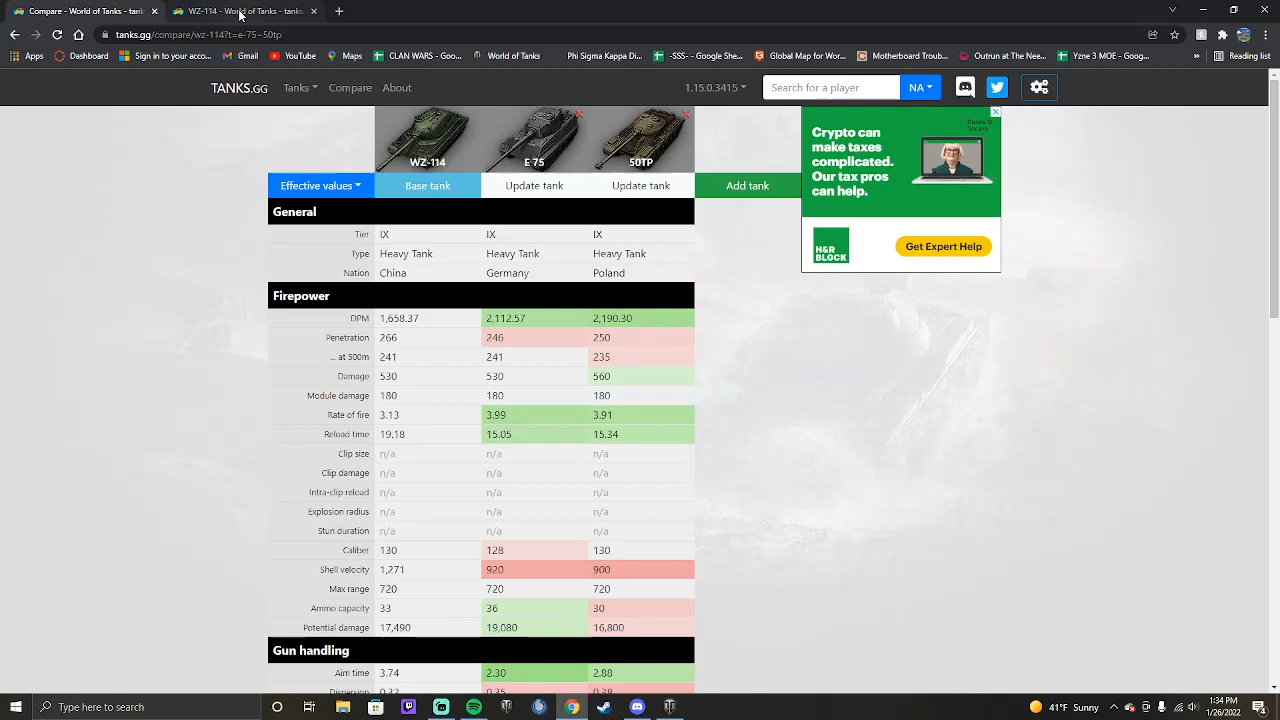 Compare - World of Tanks - tank
WZ-114 - World of Tanks - tanks.
tanks.gg/compare/wz-114?t=e-75~50tp
Apps
Dashboard
Sign in to your acco...
Gmail
YouTube
Maps
CLAN WARS - Goo...
World of Tanks
Phi Sigma Kappa Di...
-SSS- - Google She...
Global War Map | G...
Motherboard Troub...
Outrun at The Nee...
Yzne 3 MOE - Goog...
»
Reading list
TANKS.GG
Tanks
Compare
About
1.15.0.3415
Search for a player
NA
WZ-114
E 75
50TP
Crypto can
make taxes
complicated.
Our tax pros
can help.
H&R
BLOCK
Get Expert Help
Effective values
Base tank
Update tank
Update tank
Add tank
General
Tier IX IX IX
Type Heavy Tank Heavy Tank Heavy Tank
Nation China Germany Poland
Firepower
DPM 1,658.37 2,112.57 2,190.30
Penetration 266 246 250
... at 500m 241 241 235
Damage 530 530 560
Module damage 180 180 180
Rate of fire 3.13 3.99 3.91
Reload time 19.18 15.05 15.34
Clip size n/a n/a n/a
Clip damage n/a n/a n/a
Intra-clip reload n/a n/a n/a
Explosion radius n/a n/a n/a
Stun duration n/a n/a n/a
Caliber 130 128 130
Shell velocity 1,271 920 900
Max range 720 720 720
Ammo capacity 33 36 30
Potential damage 17,490 19,080 16,800
Gun handling
Aim time 3.74 2.30 2.88
Dispersion 0.32 0.35 0.38
Type here to search
41°F Sunny
1:34 PM
1/26/2022